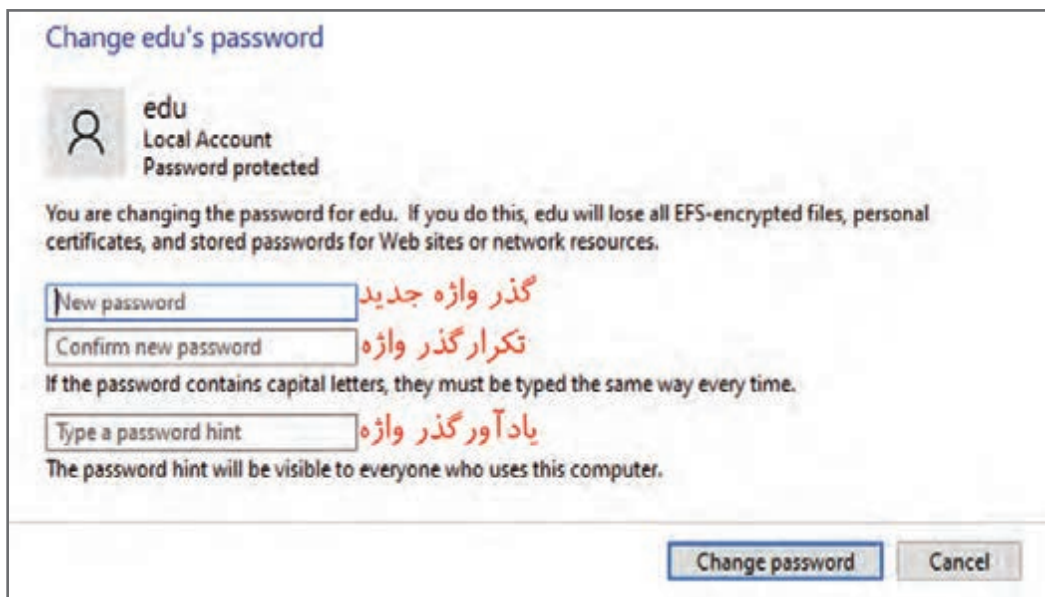 Change edu's password
edu
Local Account
Password protected
You are changing the password for edu. If you do this, edu will lose all EFS-encrypted files, personal
certificates, and stored passwords for Web sites or network resources.
New password گذر واژه جدید
Confirm new password تکرار گذر واژه
If the password contains capital letters, they must be typed the same way every time.
Type a password hint یادآور گذر واژه
The password hint will be visible to everyone who uses this computer.
Change password Cancel